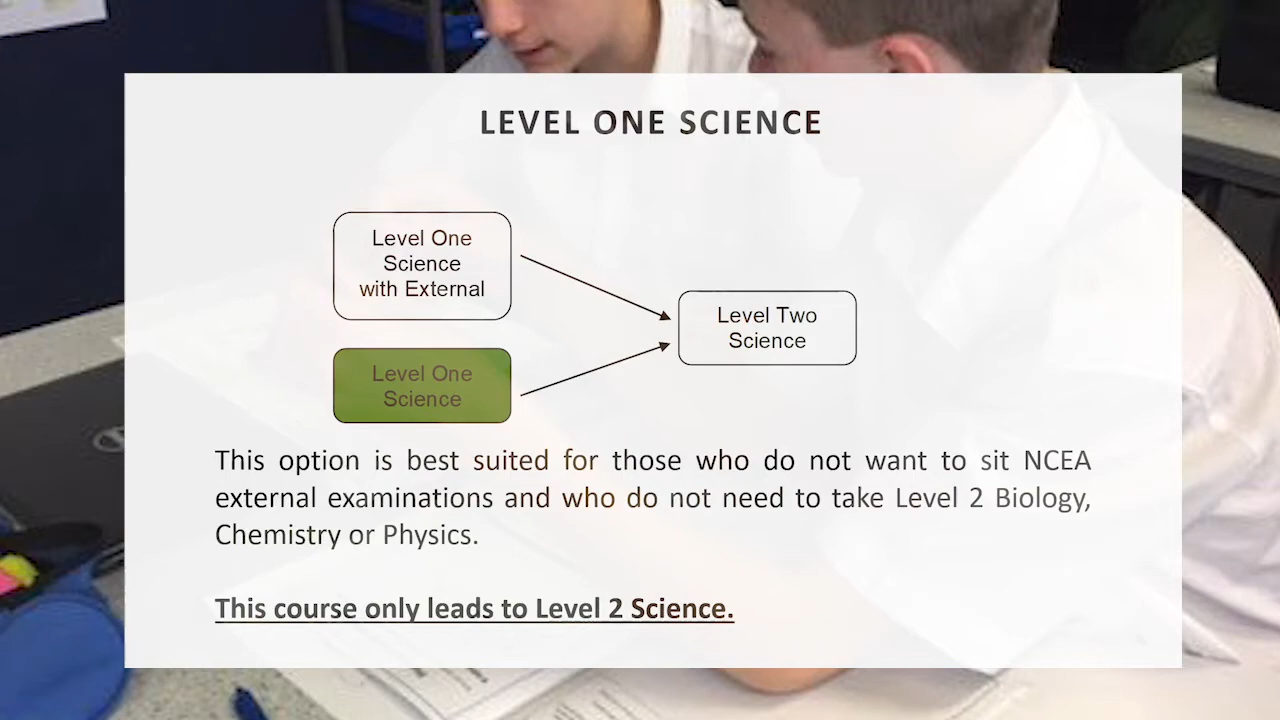 LEVEL ONE SCIENCE
Level One
Science
with External
Level Two
Science
Level One
Science
This option is best suited for those who do not want to sit NCEA
external examinations and who do not need to take Level 2 Biology,
Chemistry or Physics.
This course only leads to Level 2 Science.